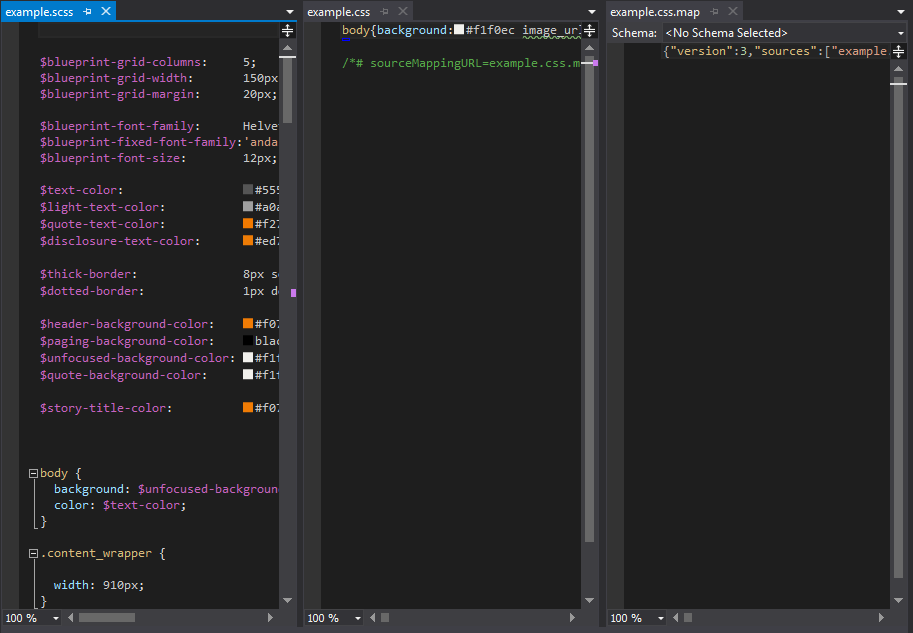 example.scss
$blueprint-grid-columns: 5;
$blueprint-grid-width: 150px
$blueprint-grid-margin: 20px;
$blueprint-font-family: Helve
$blueprint-fixed-font-family:'anda
$blueprint-font-size: 12px;
$text-color: #555
$light-text-color: #a0a
$quote-text-color: #f27
$disclosure-text-color: #ed7
$thick-border: 8px so
$dotted-border: 1px do
$header-background-color: #f07
$paging-background-color: blac
$unfocused-background-color: #f1f
$quote-background-color: #f1f
$story-title-color: #f07
body {
background: $unfocused-backgroun
color: $text-color;
}
.content_wrapper {
width: 910px;
}
100 %
example.css
body{background:#f1f0ec image_url
/*# sourceMappingURL=example.css.m
100 %
example.css.map
Schema: <No Schema Selected>
{"version":3,"sources":["example
100 %